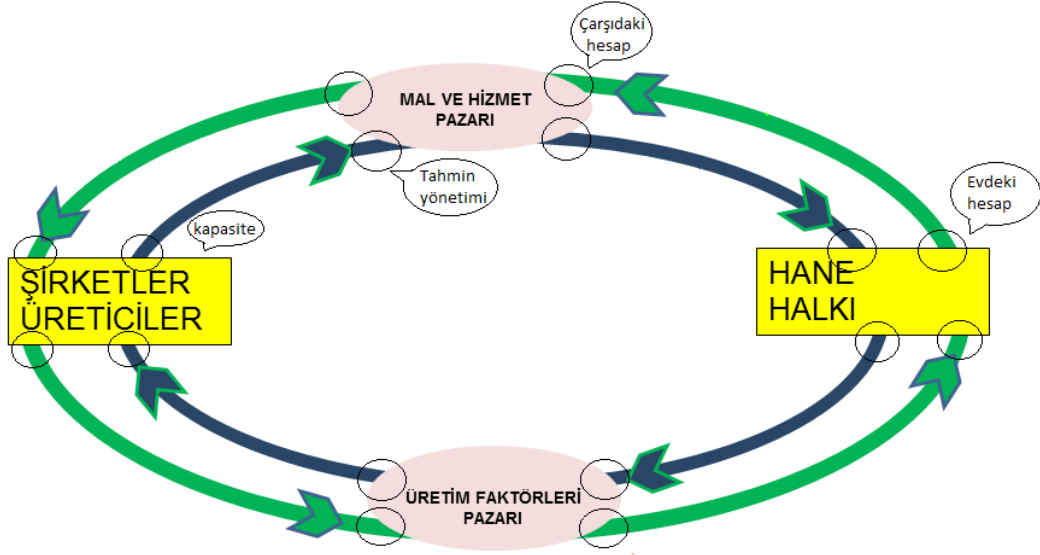 Çarşıdaki
hesap
MAL VE HİZMET
PAZARI
Tahmin
yönetimi
Evdeki
hesap
kapasite
ŞİRKETLER
ÜRETİCİLER
HANE
HALKI
ÜRETİM FAKTÖRLERİ
PAZARI